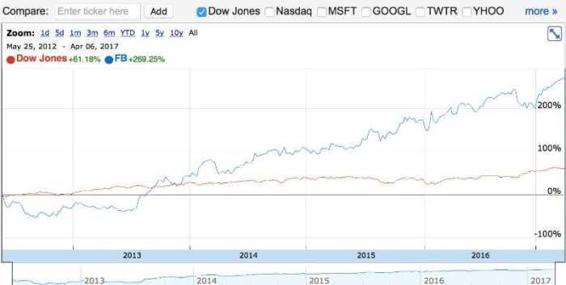 Compare: Enter ticker here Add Dow Jones Nasdaq MSFT GOOGL TWTR YHOO more »
Zoom: 1d 5d 1m 3m 6m YTD 1y 5y 10y All
May 25, 2012 - Apr 06, 2017
Dow Jones +61.18% FB +269.25%
200%
100%
0%
-100%
2013 2014 2015 2016
2013 2014 2015 2016 2017